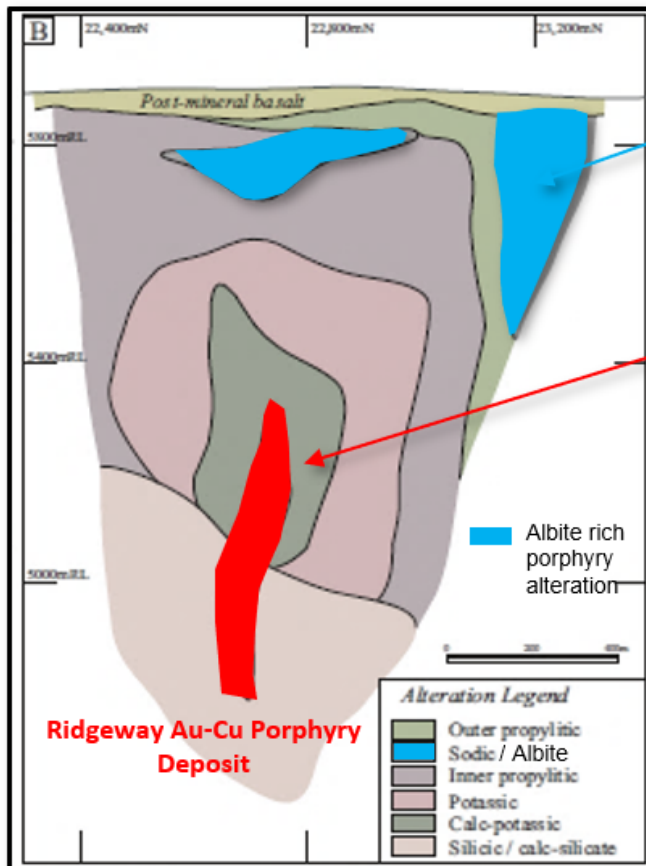 B
22,400mN
22,800mN
23,200mN
Post-mineral basalt
5800mRL
5400mRL
5000mRL
Albite rich
porphyry
alteration
0 200 400m
Ridgeway Au-Cu Porphyry
Deposit
Alteration Legend
Outer propylitic
Sodic / Albite
Inner propylitic
Potassic
Calc-potassic
Silicic / calc-silicate